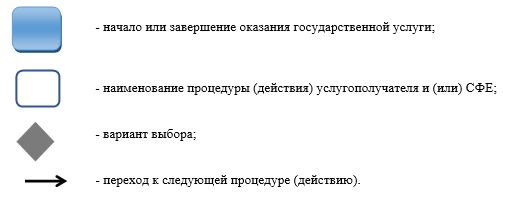 - начало или завершение оказания государственной услуги;
- наименование процедуры (действия) услугополучателя и (или) СФЕ;
- вариант выбора;
- переход к следующей процедуре (действию).